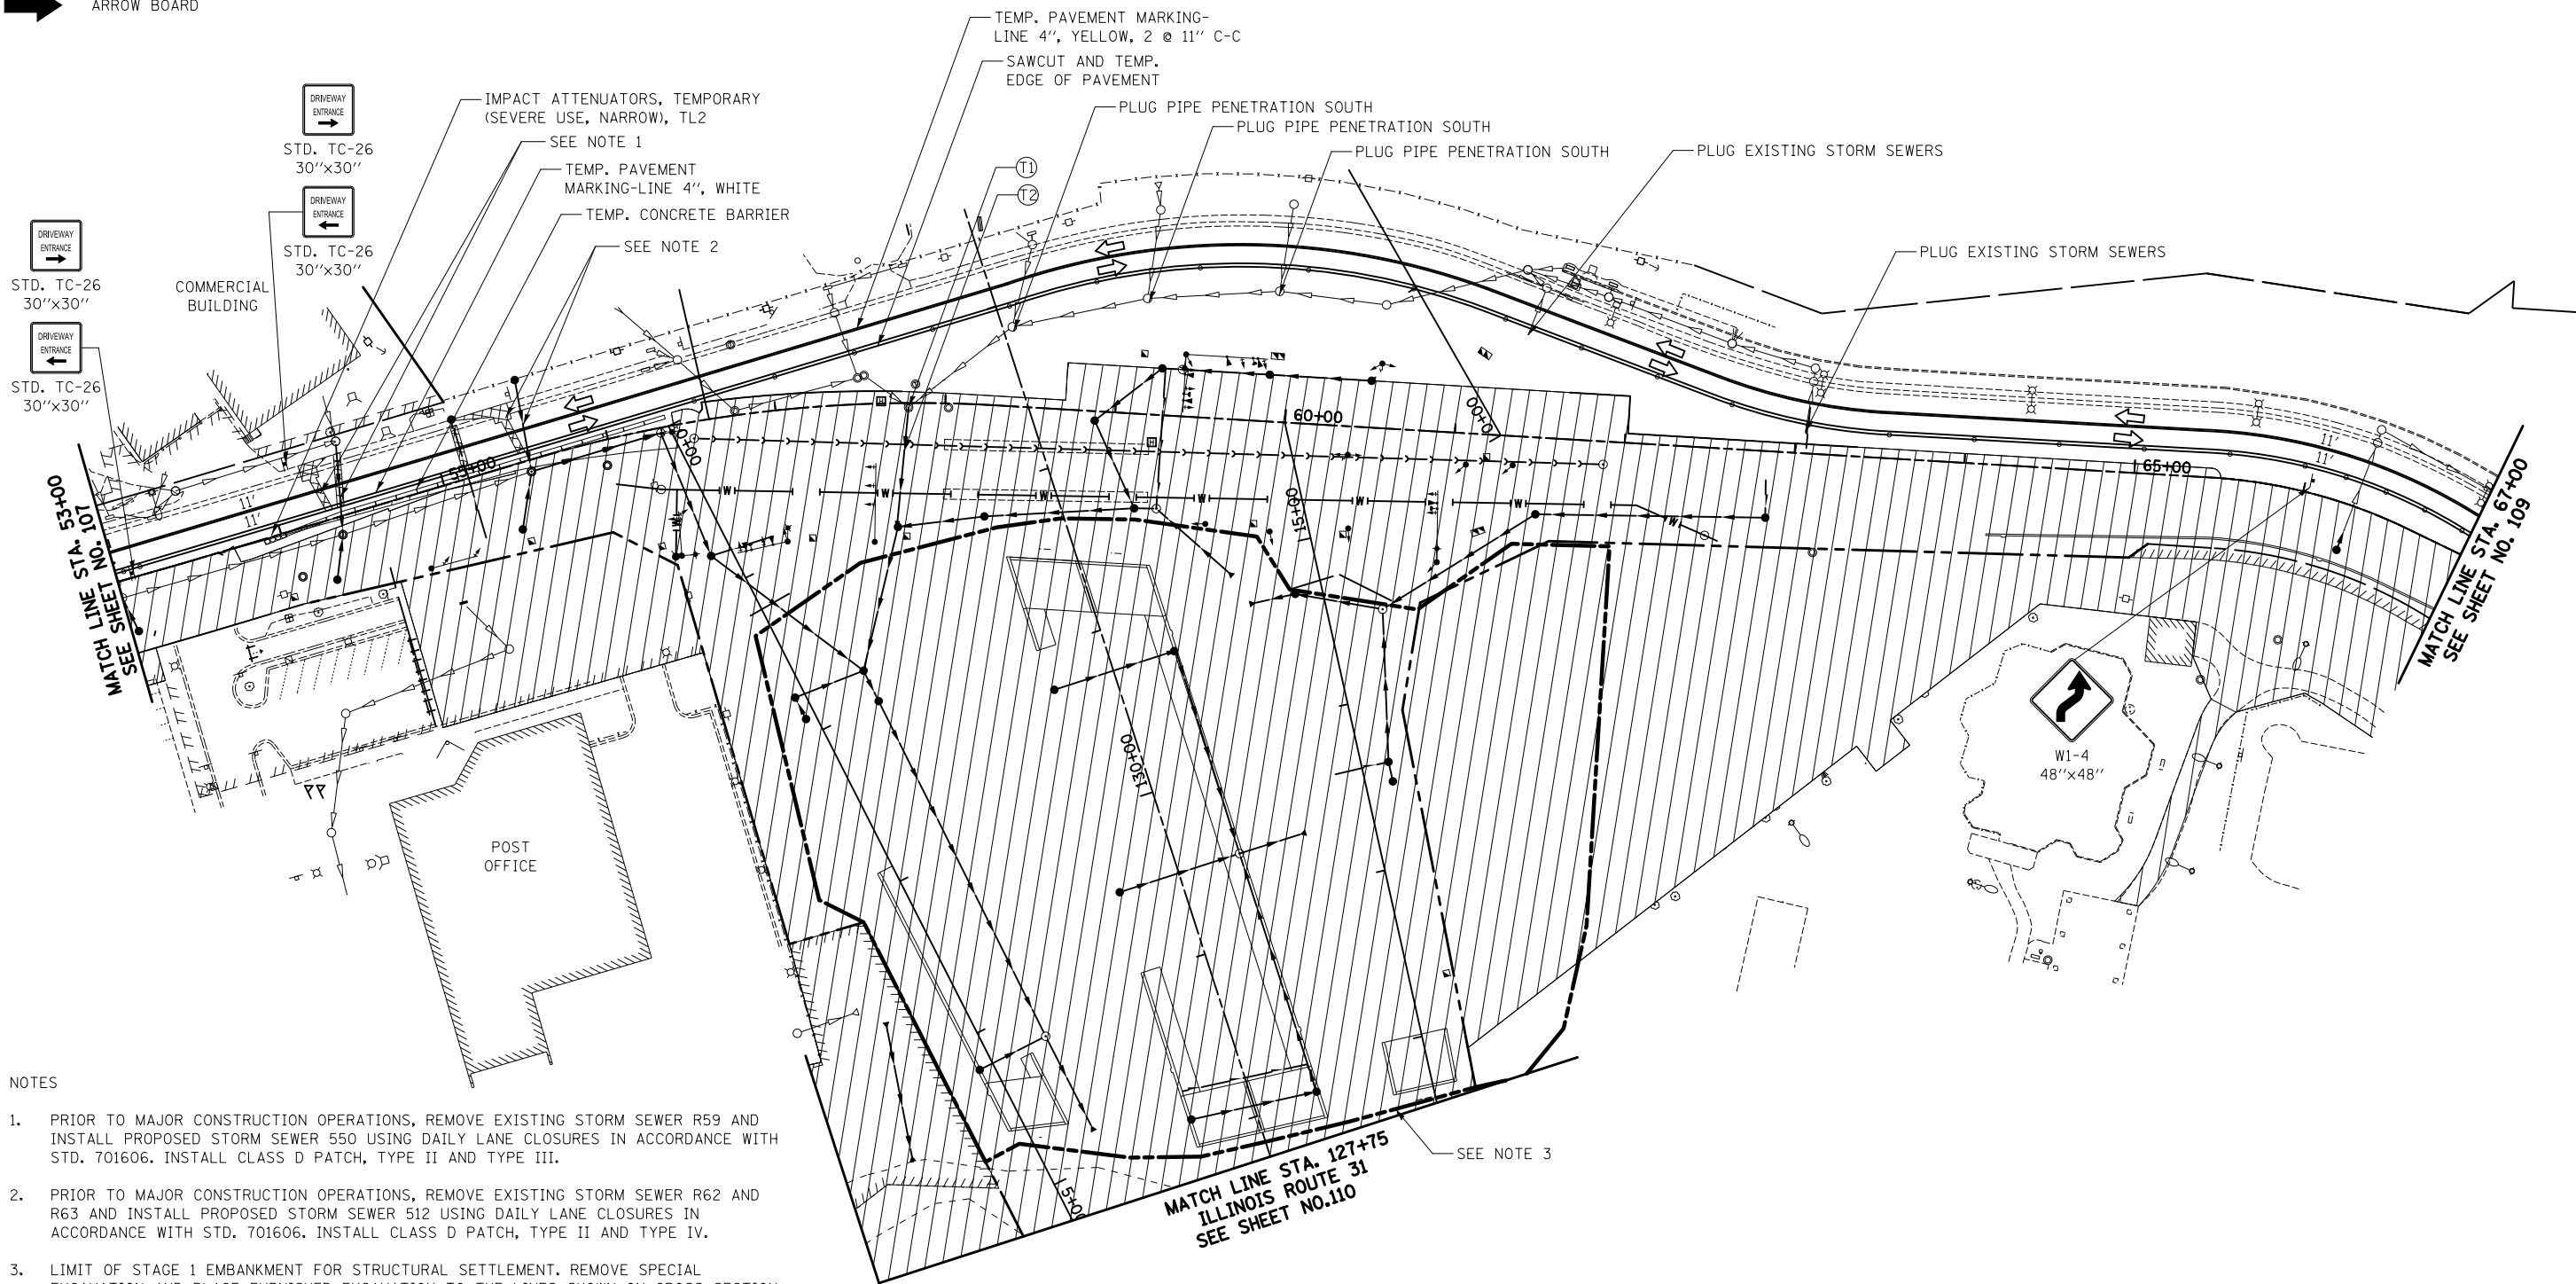 ARROW BOARD
TEMP. PAVEMENT MARKING-
LINE 4'', YELLOW, 2 @ 11'' C-C
SAWCUT AND TEMP.
EDGE OF PAVEMENT
IMPACT ATTENUATORS, TEMPORARY
(SEVERE USE, NARROW), TL2
SEE NOTE 1
TEMP. PAVEMENT
MARKING-LINE 4'', WHITE
TEMP. CONCRETE BARRIER
SEE NOTE 2
PLUG PIPE PENETRATION SOUTH
PLUG PIPE PENETRATION SOUTH
PLUG PIPE PENETRATION SOUTH
PLUG EXISTING STORM SEWERS
PLUG EXISTING STORM SEWERS
T1
T2
DRIVEWAY
ENTRANCE
STD. TC-26
30''x30''
DRIVEWAY
ENTRANCE
STD. TC-26
30''x30''
DRIVEWAY
ENTRANCE
STD. TC-26
30''x30''
DRIVEWAY
ENTRANCE
STD. TC-26
30''x30''
COMMERCIAL
BUILDING
MATCH LINE STA. 53+00
SEE SHEET NO. 107
11'
11'
55+00
60+00
65+00
15+00
130+00
11'
11'
W
W
W
W
W
W
W
W
MATCH LINE STA. 67+00
SEE SHEET NO. 109
W1-4
48''x48''
POST
OFFICE
SEE NOTE 3
MATCH LINE STA. 127+75
ILLINOIS ROUTE 31
SEE SHEET NO.110
NOTES
1. PRIOR TO MAJOR CONSTRUCTION OPERATIONS, REMOVE EXISTING STORM SEWER R59 AND
INSTALL PROPOSED STORM SEWER 550 USING DAILY LANE CLOSURES IN ACCORDANCE WITH
STD. 701606. INSTALL CLASS D PATCH, TYPE II AND TYPE III.
2. PRIOR TO MAJOR CONSTRUCTION OPERATIONS, REMOVE EXISTING STORM SEWER R62 AND
R63 AND INSTALL PROPOSED STORM SEWER 512 USING DAILY LANE CLOSURES IN
ACCORDANCE WITH STD. 701606. INSTALL CLASS D PATCH, TYPE II AND TYPE IV.
3. LIMIT OF STAGE 1 EMBANKMENT FOR STRUCTURAL SETTLEMENT. REMOVE SPECIAL